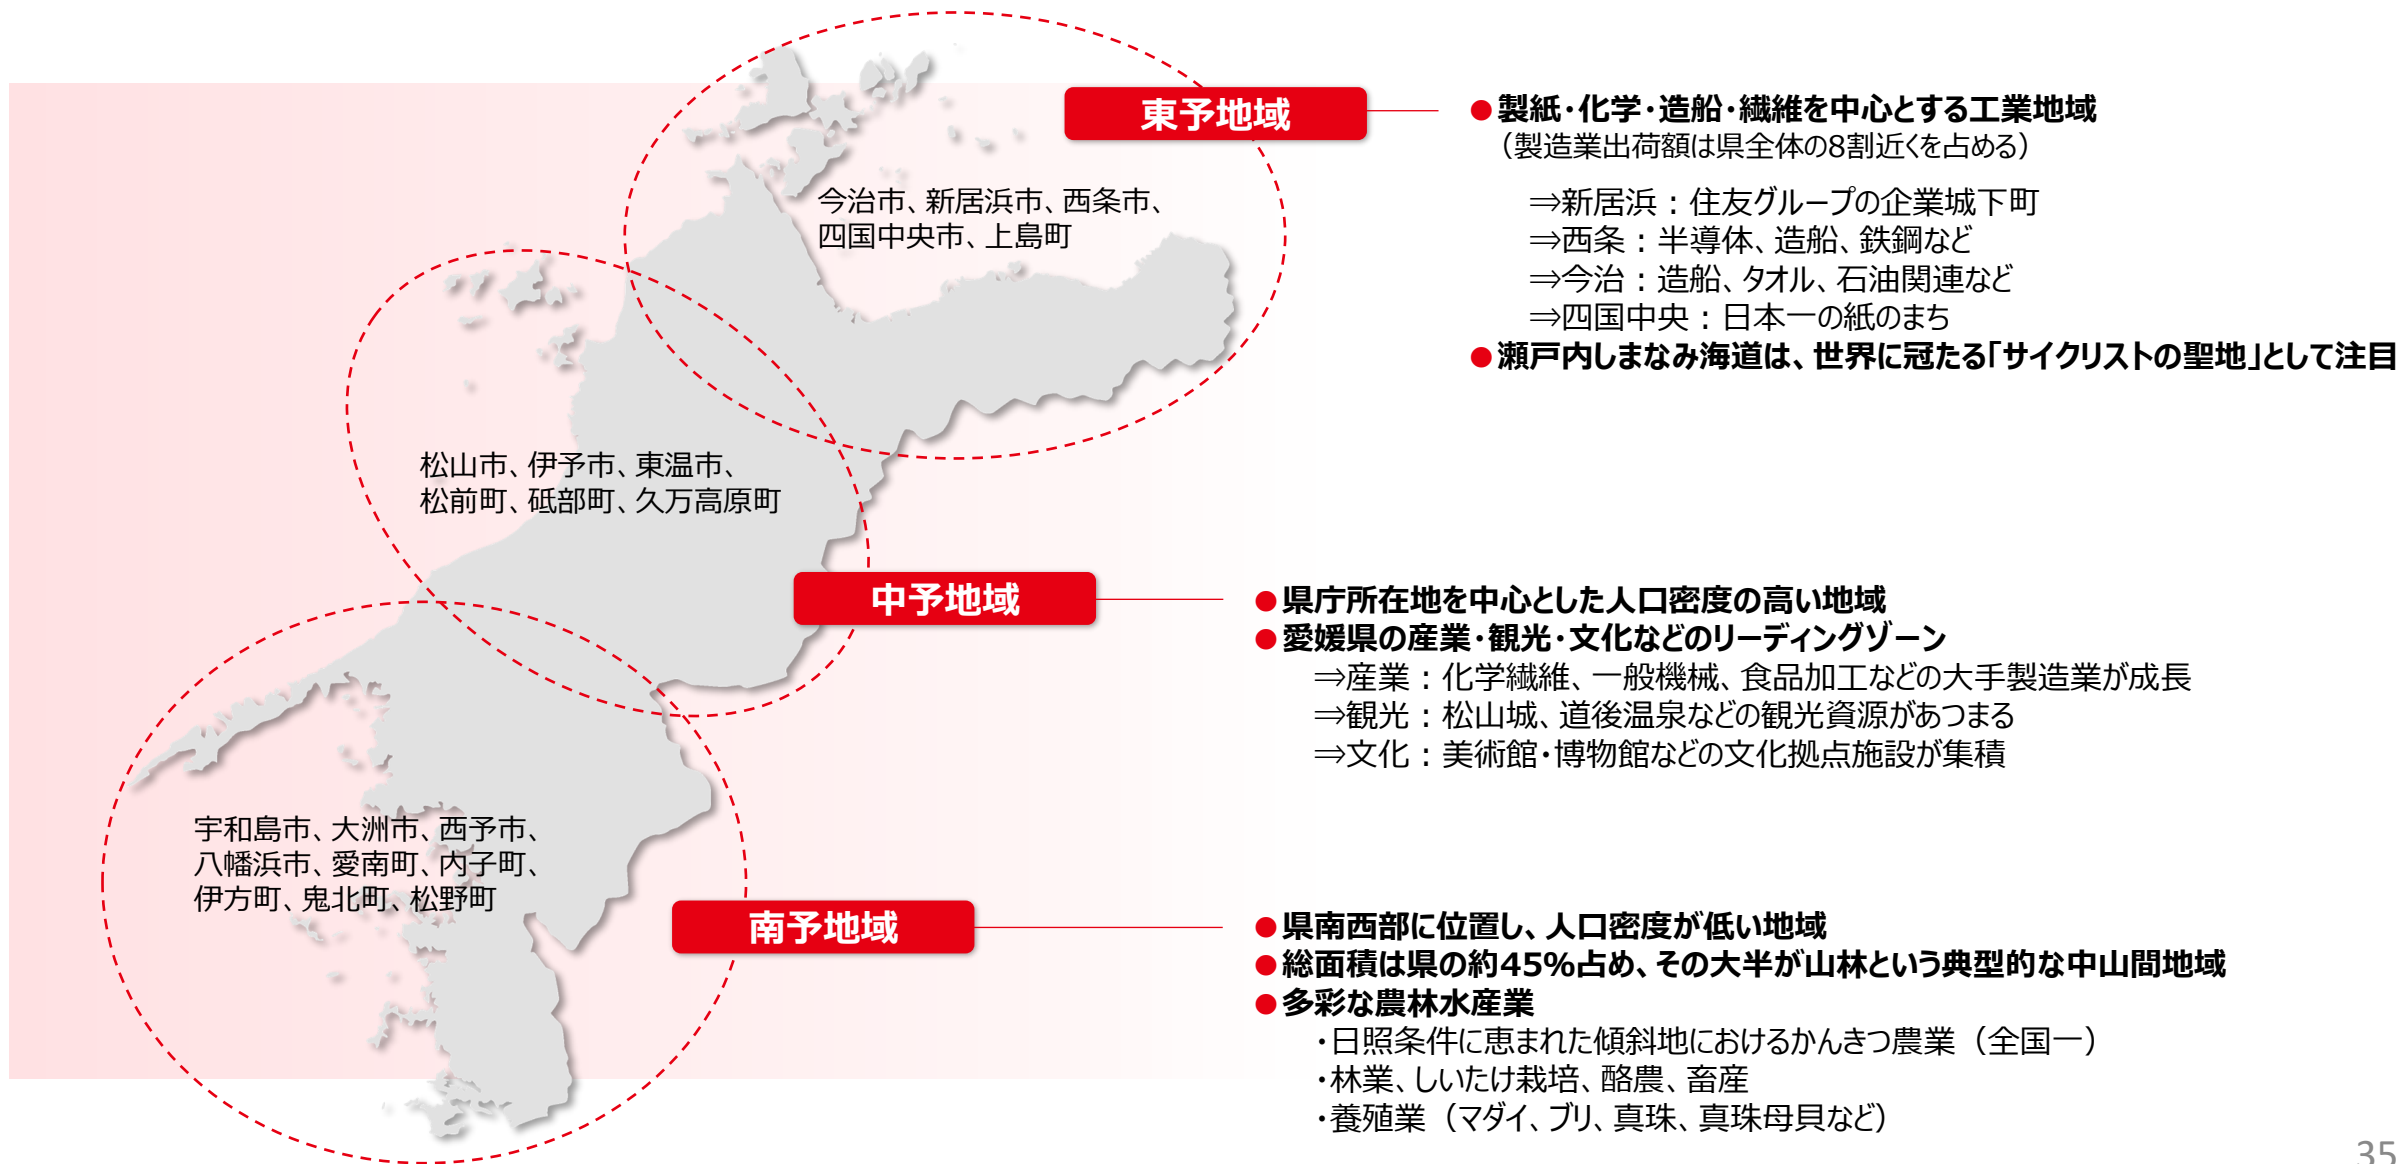 東予地域
●製紙・化学・造船・繊維を中心とする工業地域
（製造業出荷額は県全体の8割近くを占める）
⇒新居浜：住友グループの企業城下町
⇒西条：半導体、造船、鉄鋼など
⇒今治：造船、タオル、石油関連など
⇒四国中央：日本一の紙のまち
●瀬戸内しまなみ海道は、世界に冠たる「サイクリストの聖地」として注目
今治市、新居浜市、西条市、
四国中央市、上島町
松山市、伊予市、東温市、
松前町、砥部町、久万高原町
中予地域
●県庁所在地を中心とした人口密度の高い地域
●愛媛県の産業・観光・文化などのリーディングゾーン
⇒産業：化学繊維、一般機械、食品加工などの大手製造業が成長
⇒観光：松山城、道後温泉などの観光資源があつまる
⇒文化：美術館・博物館などの文化拠点施設が集積
宇和島市、大洲市、西予市、
八幡浜市、愛南町、内子町、
伊方町、鬼北町、松野町
南予地域
●県南西部に位置し、人口密度が低い地域
●総面積は県の約45%占め、その大半が山林という典型的な中山間地域
●多彩な農林水産業
・日照条件に恵まれた傾斜地におけるかんきつ農業（全国一）
・林業、しいたけ栽培、酪農、畜産
・養殖業（マダイ、ブリ、真珠、真珠母貝など）
35